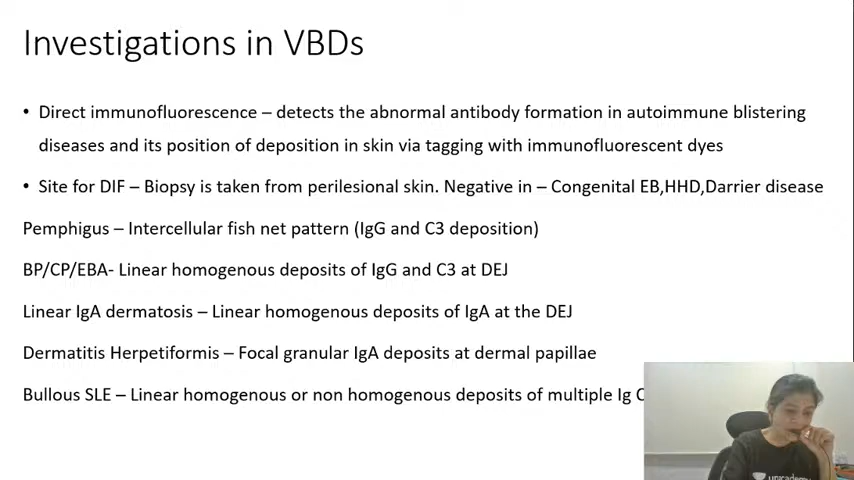 Investigations in VBDs
• Direct immunofluorescence – detects the abnormal antibody formation in autoimmune blistering
diseases and its position of deposition in skin via tagging with immunofluorescent dyes
• Site for DIF – Biopsy is taken from perilesional skin. Negative in – Congenital EB,HHD,Darrier disease
Pemphigus – Intercellular fish net pattern (IgG and C3 deposition)
BP/CP/EBA- Linear homogenous deposits of IgG and C3 at DEJ
Linear IgA dermatosis – Linear homogenous deposits of IgA at the DEJ
Dermatitis Herpetiformis – Focal granular IgA deposits at dermal papillae
Bullous SLE – Linear homogenous or non homogenous deposits of multiple Ig
unacademy